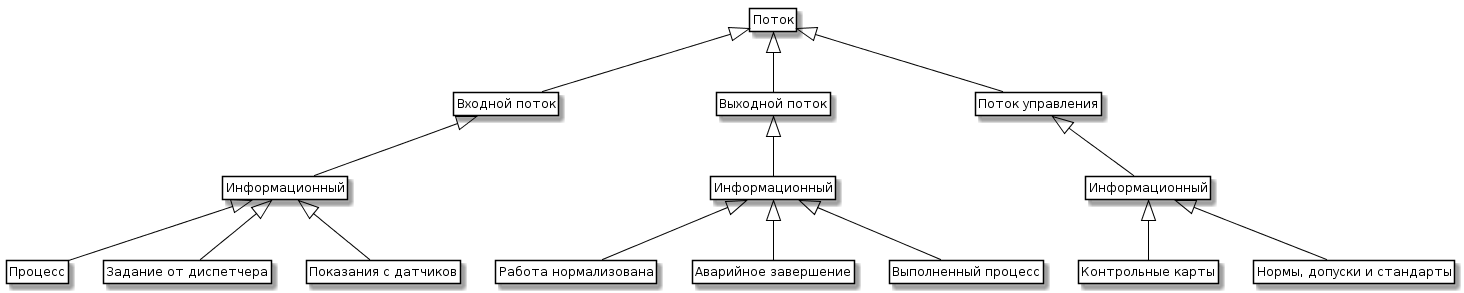 Поток
Входной поток
Выходной поток
Поток управления
Информационный
Информационный
Информационный
Процесс
Задание от диспетчера
Показания с датчиков
Работа нормализована
Аварийное завершение
Выполненный процесс
Контрольные карты
Нормы, допуски и стандарты